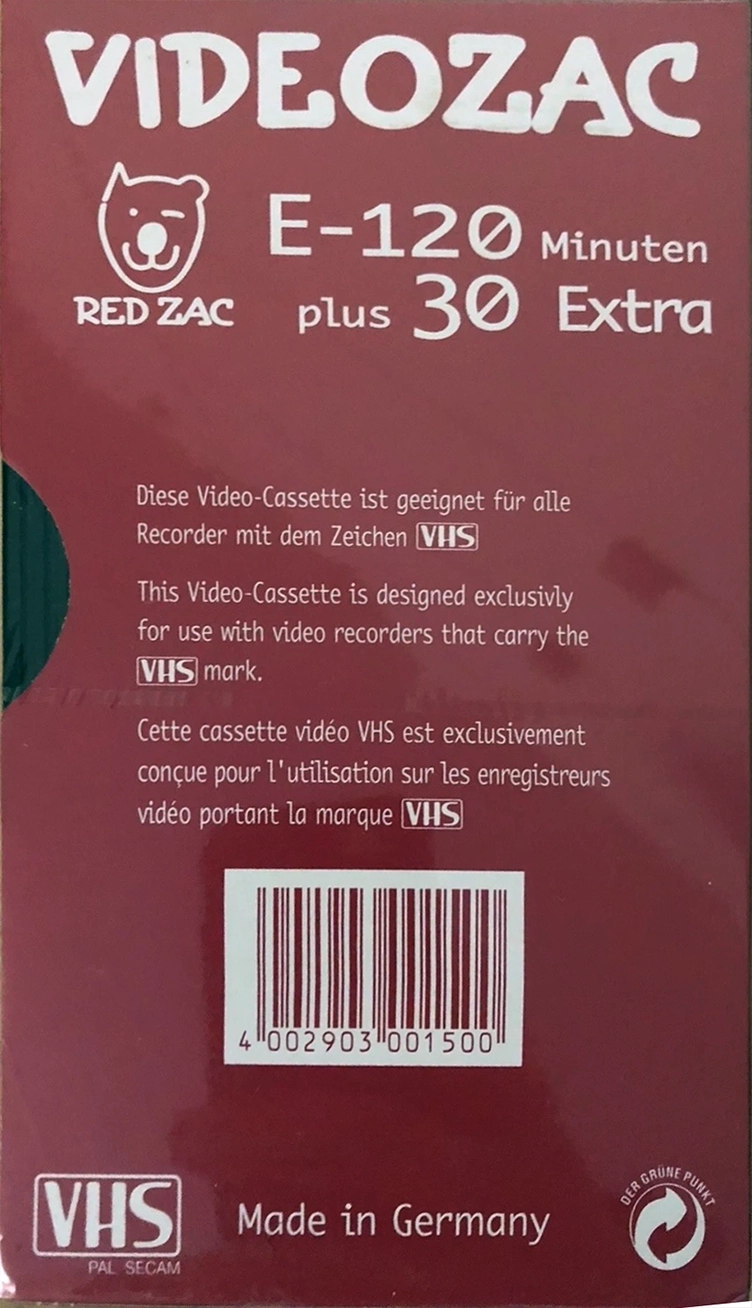 VIDEOZAC
E-120 Minuten
RED ZAC
plus 30 Extra
Diese Video-Cassette ist geeignet für alle
Recorder mit dem Zeichen VHS
This Video-Cassette is designed exclusivly
for use with video recorders that carry the
VHS mark.
Cette cassette vidéo VHS est exclusivement
conçue pour l'utilisation sur les enregistreurs
vidéo portant la marque VHS
4 002903 001500
VHS
PAL SECAM
Made in Germany
DER GRÜNE PUNKT